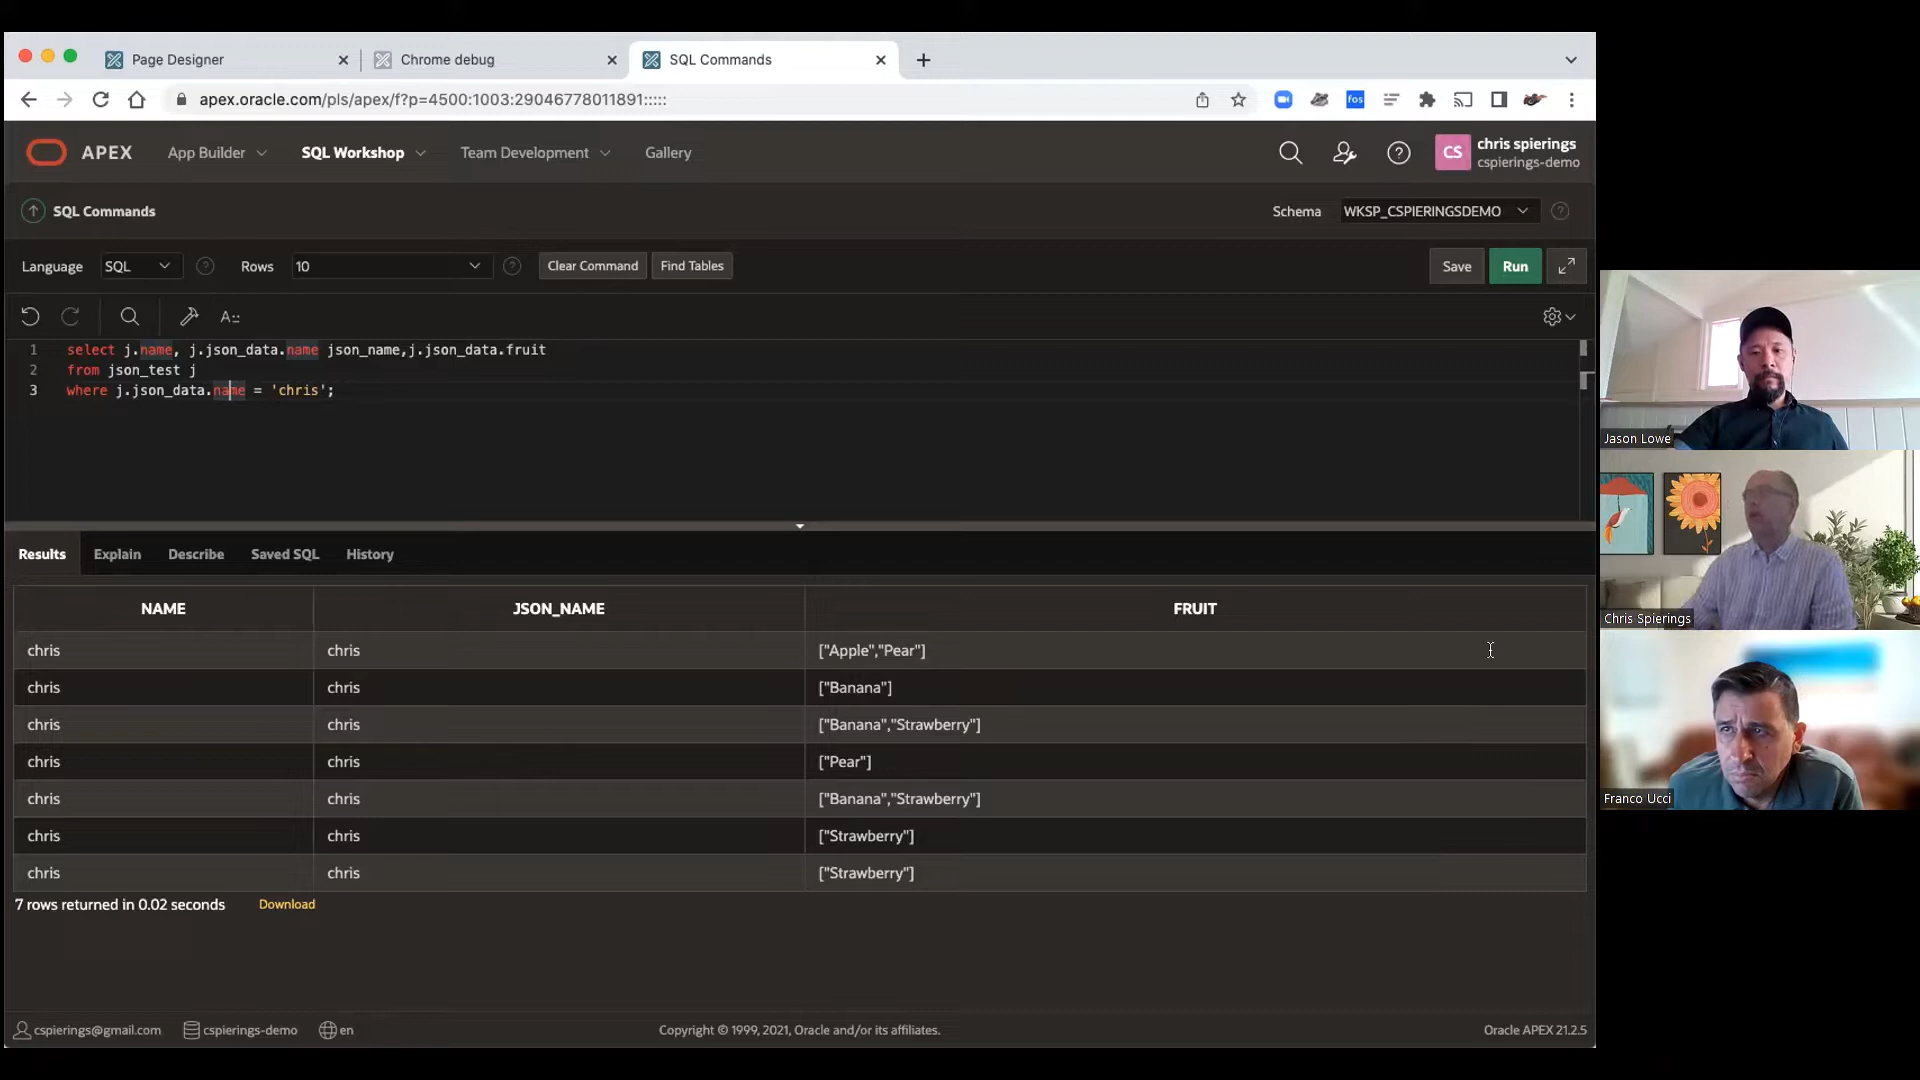 Page Designer
Chrome debug
SQL Commands
apex.oracle.com/pls/apex/f?p=4500:1003:29046778011891:::::
fos
APEX
App Builder
SQL Workshop
Team Development
Gallery
CS
chris spierings
cspierings-demo
SQL Commands
Schema
WKSP_CSPIERINGSDEMO
Language
SQL
Rows
10
Clear Command
Find Tables
Save
Run
A::
1 select j.name, j.json_data.name json_name,j.json_data.fruit
2 from json_test j
3 where j.json_data.name = 'chris';
Jason Lowe
Results
Explain
Describe
Saved SQL
History
NAME JSON_NAME FRUIT
chris chris ["Apple","Pear"]
chris chris ["Banana"]
chris chris ["Banana","Strawberry"]
chris chris ["Pear"]
chris chris ["Banana","Strawberry"]
chris chris ["Strawberry"]
chris chris ["Strawberry"]
Chris Spierings
Franco Ucci
7 rows returned in 0.02 seconds
Download
cspierings@gmail.com
cspierings-demo
en
Copyright © 1999, 2021, Oracle and/or its affiliates.
Oracle APEX 21.2.5